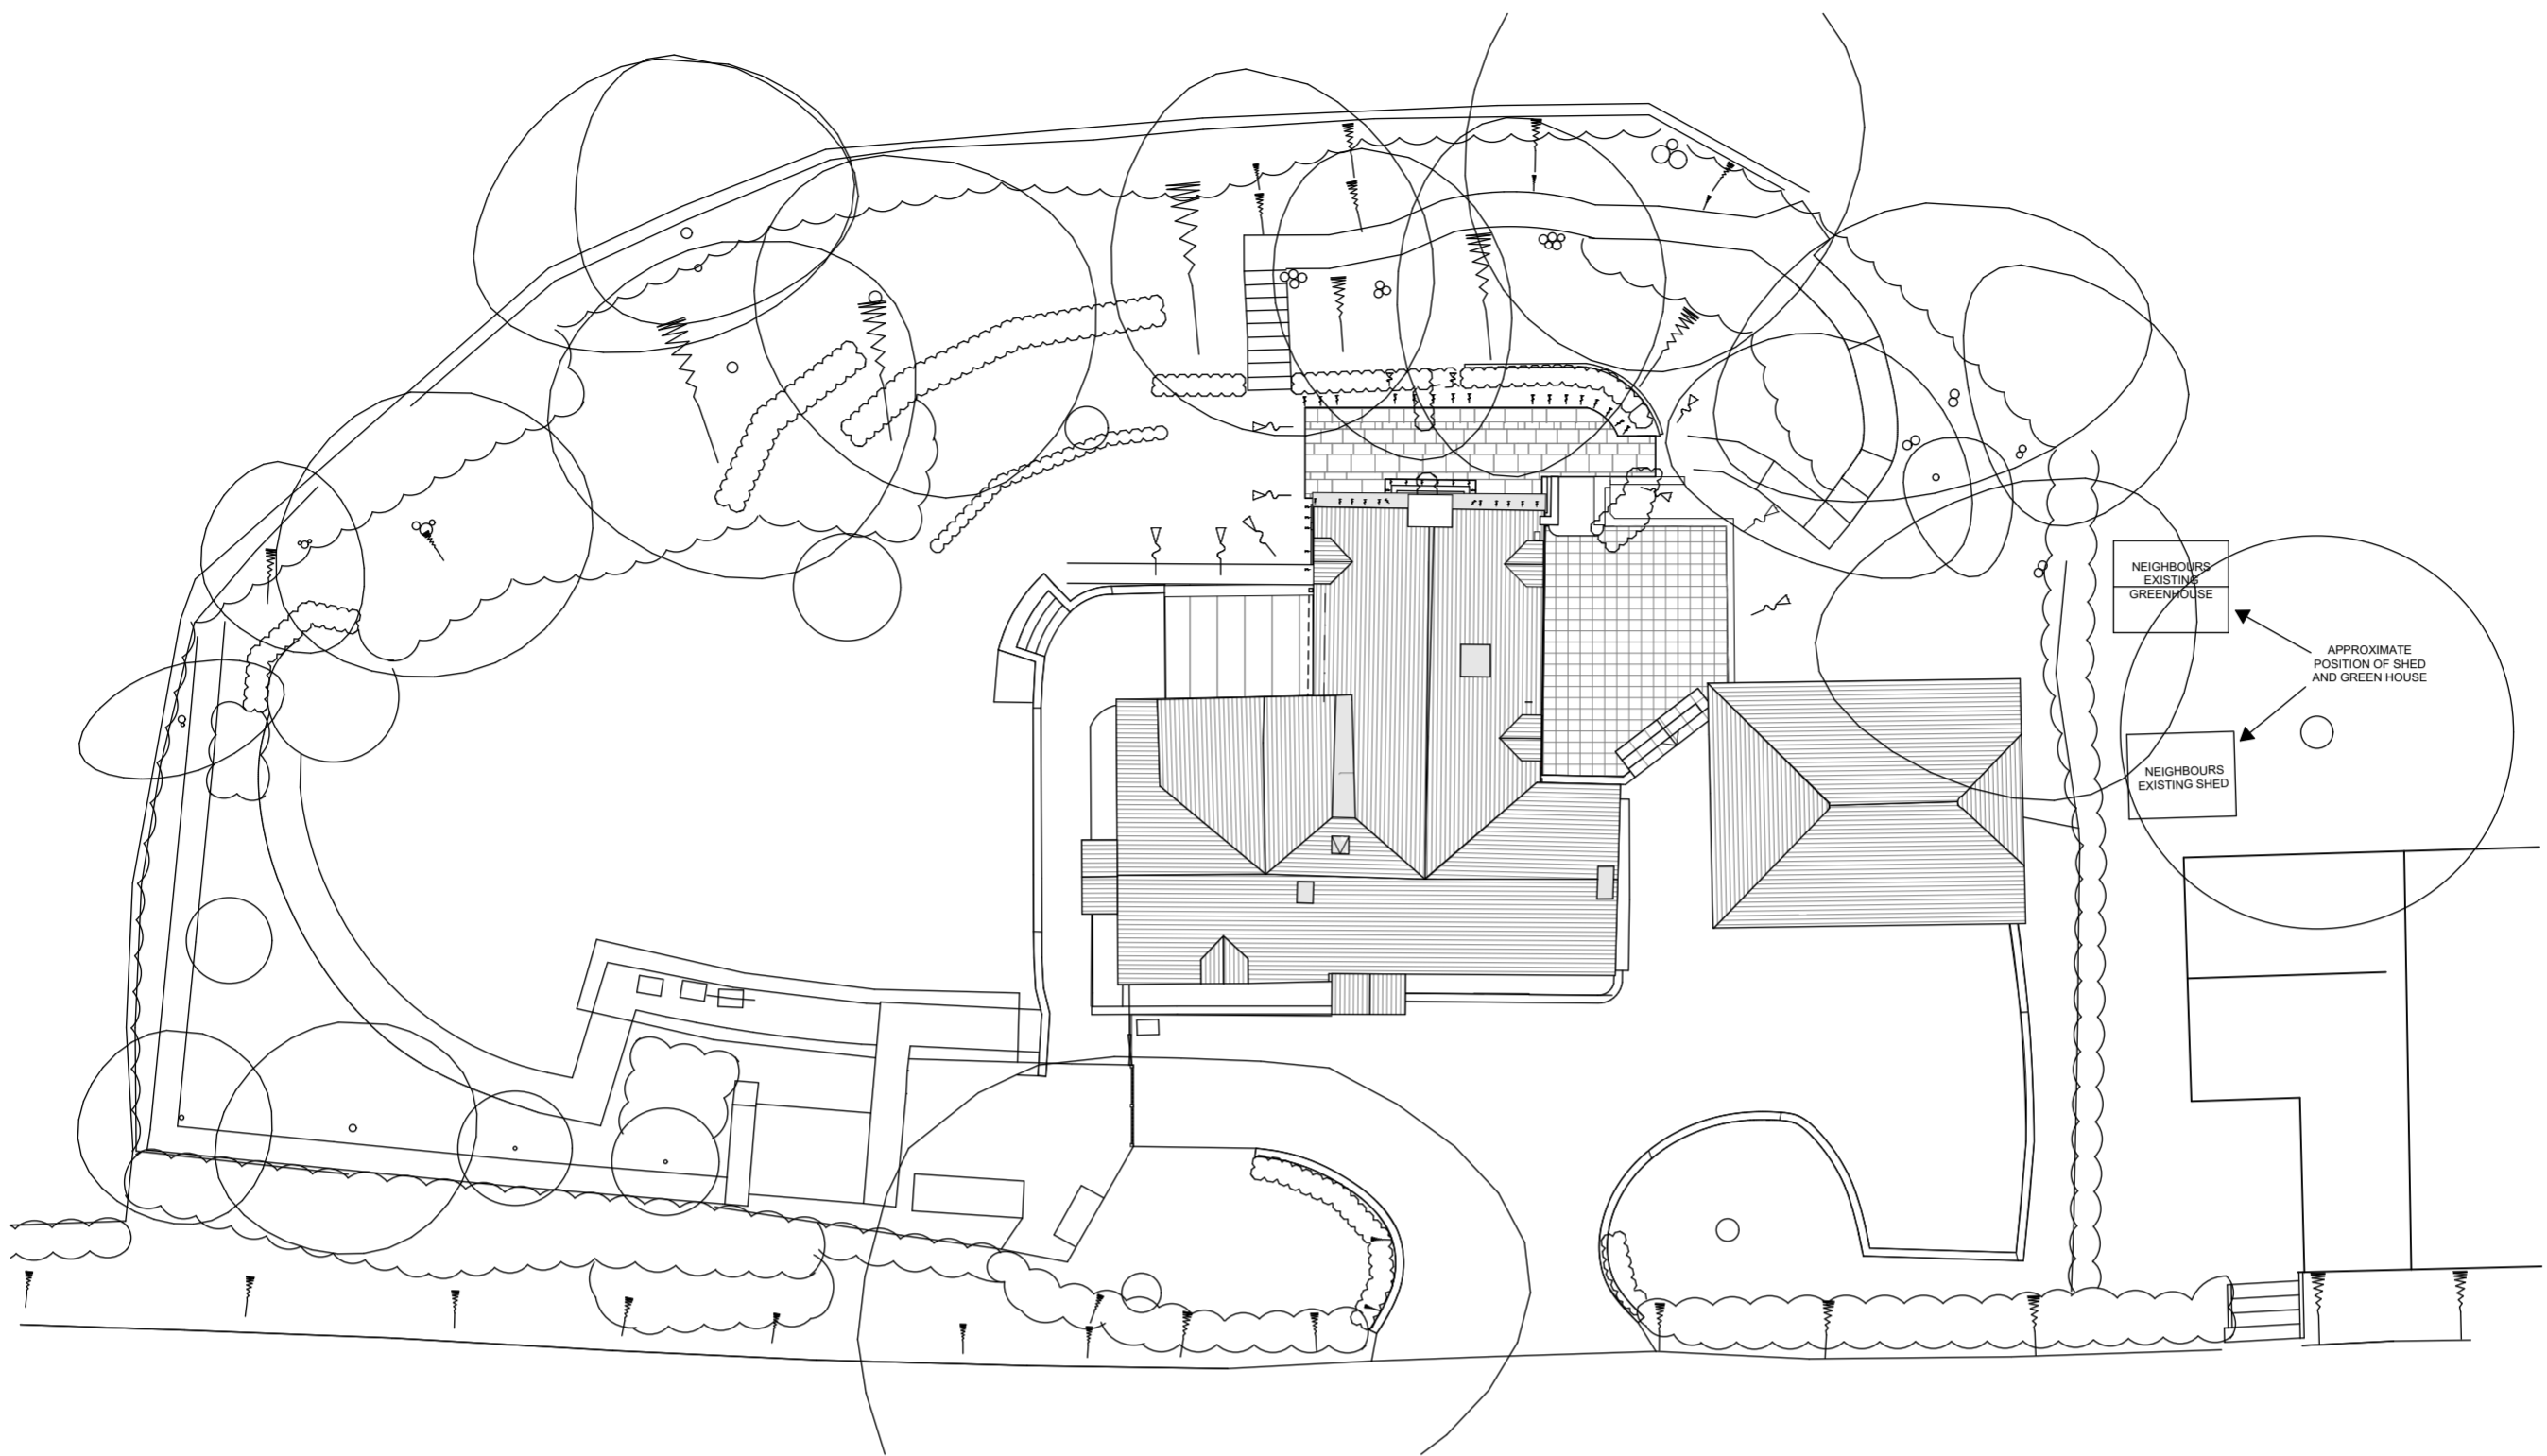 NEIGHBOURS
EXISTING
GREENHOUSE
APPROXIMATE
POSITION OF SHED
AND GREEN HOUSE
NEIGHBOURS
EXISTING SHED